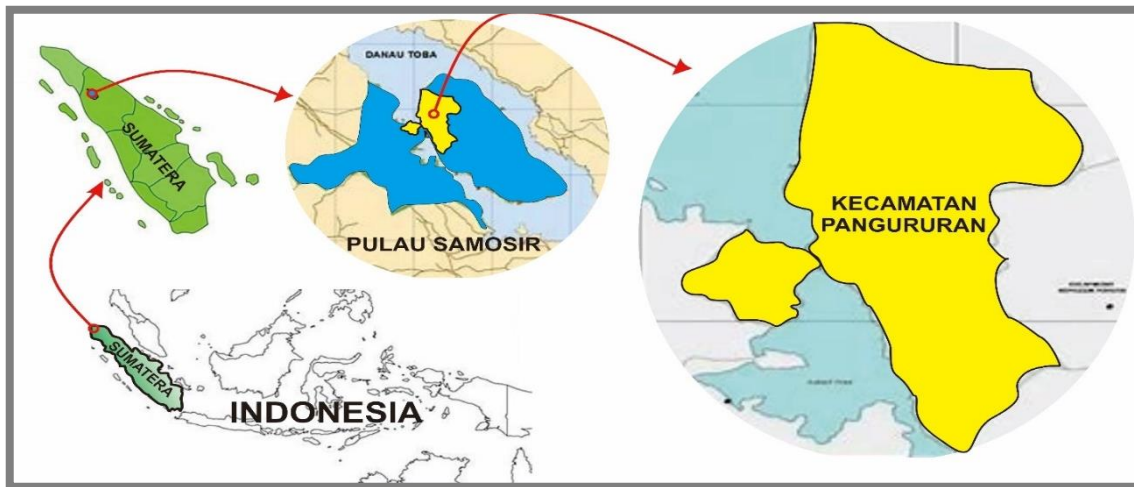 SUMATERA
DANAU TOBA
PULAU SAMOSIR
KECAMATAN
PANGURURAN
SUMATERA
INDONESIA